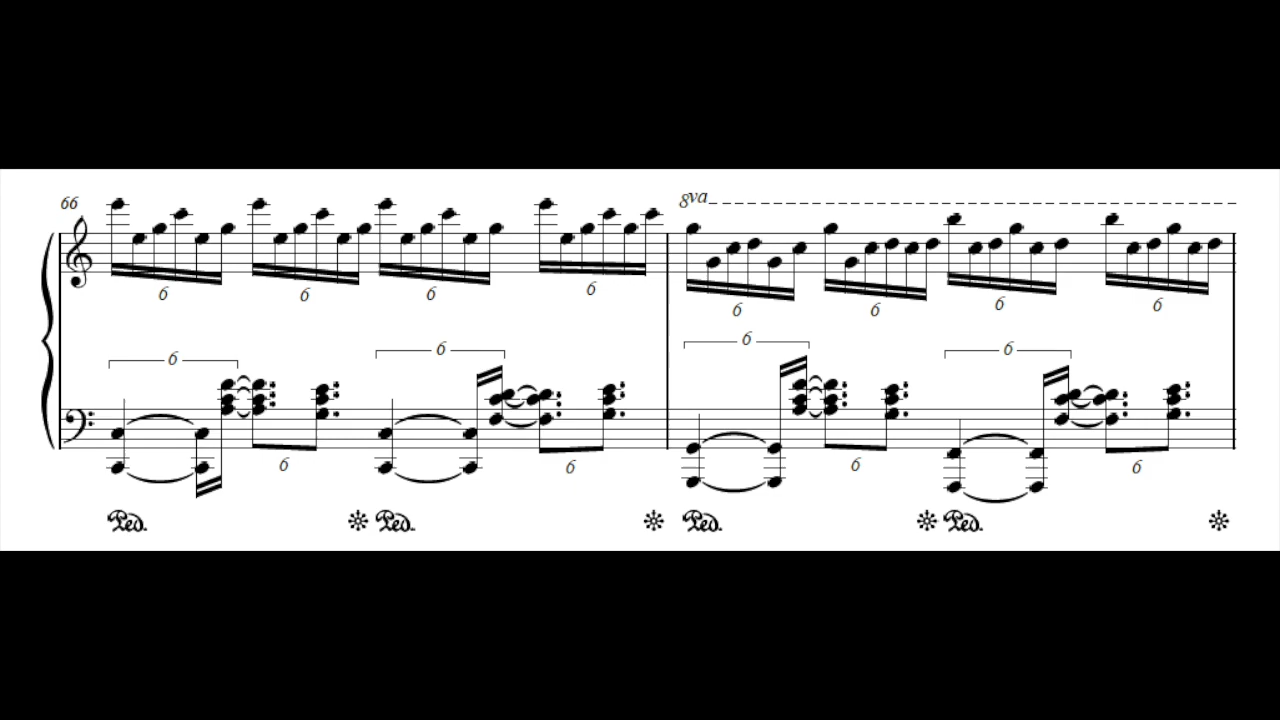 66
8va
6 6 6 6 6 6 6 6
6 6 6 6
6 6 6 6
Ped. Ped. Ped. Ped.